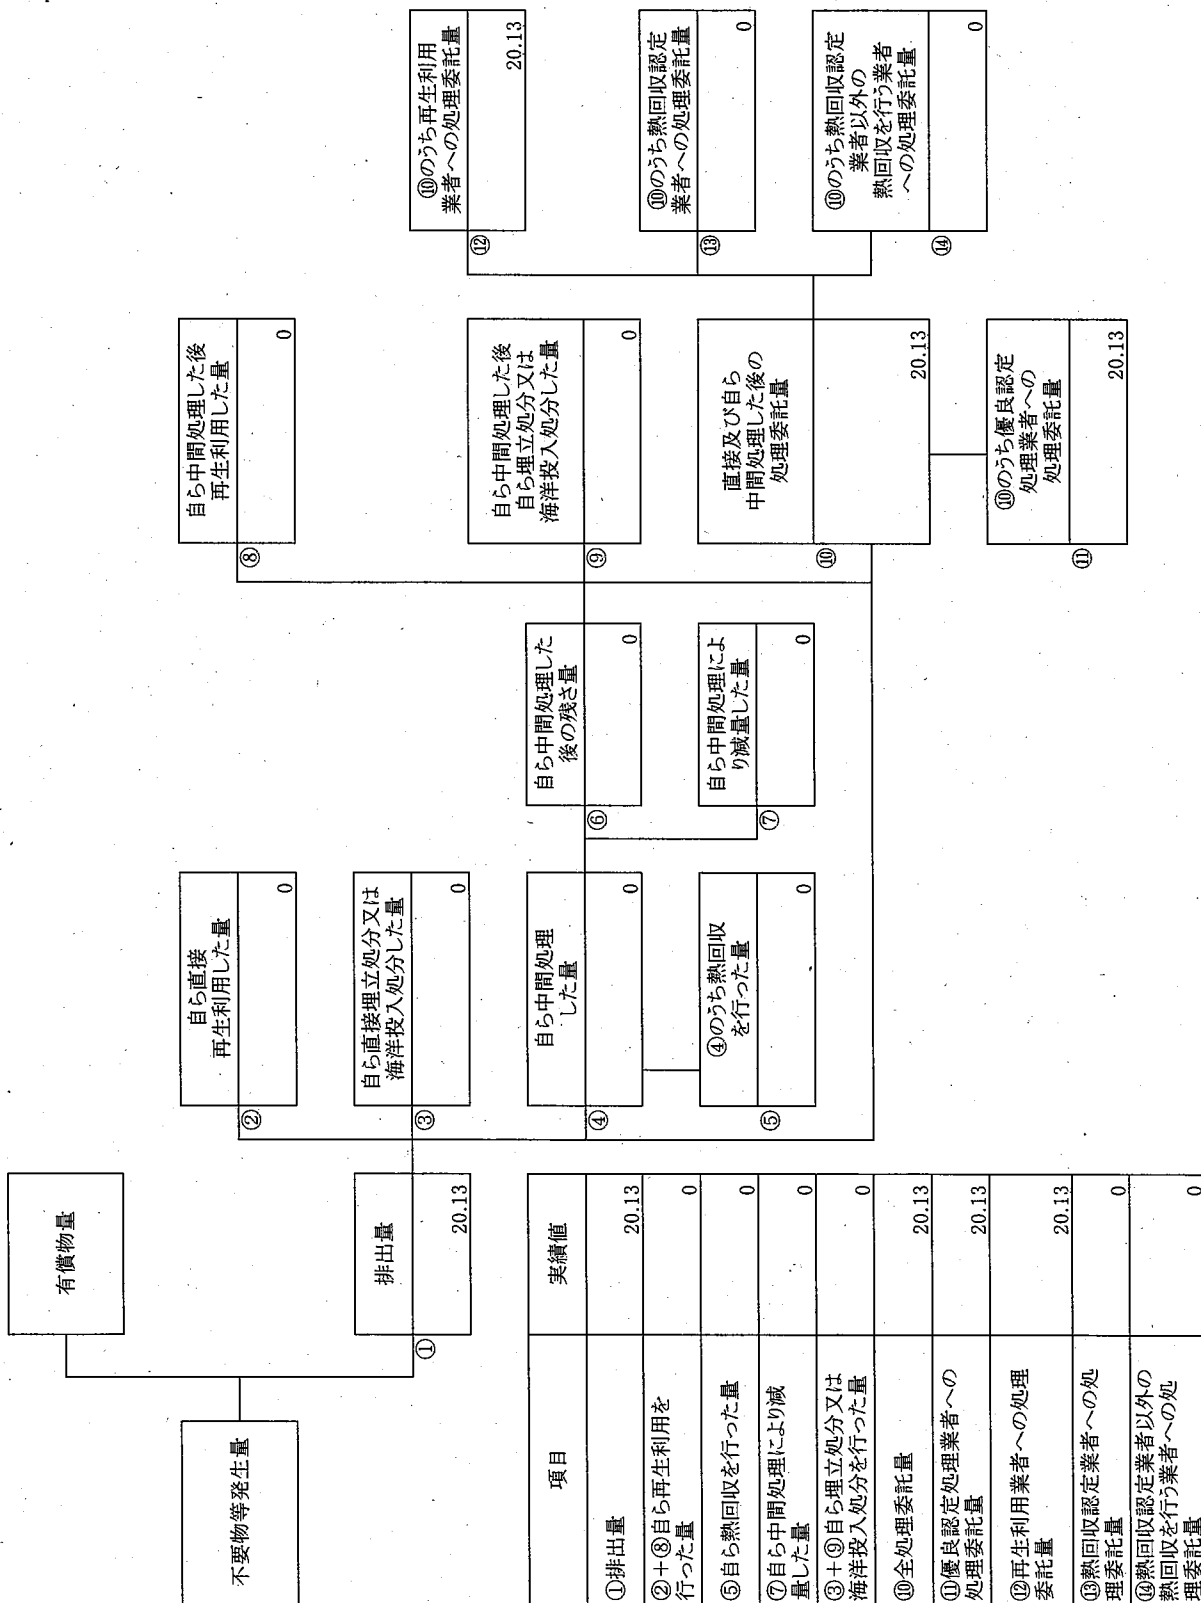 不要物等発生量
有償物量
①
排出量
20.13
②
自ら直接
再生利用した量
0
③
自ら直接埋立処分又は
海洋投入処分した量
0
④
自ら中間処理
した量
0
⑤
④のうち熱回収
を行った量
0
⑥
自ら中間処理した
後の残さ量
0
⑦
自ら中間処理によ
り減量した量
0
⑧
自ら中間処理した後
再生利用した量
0
⑨
自ら中間処理した後
自ら埋立処分又は
海洋投入処分した量
0
⑩
直接及び自ら
中間処理した後の
処理委託量
20.13
⑪
⑩のうち優良認定
処理業者への
処理委託量
20.13
⑫
⑩のうち再生利用
業者への処理委託量
20.13
⑬
⑩のうち熱回収認定
業者への処理委託量
0
⑭
⑩のうち熱回収認定
業者以外の
熱回収を行う業者
への処理委託量
0
項目
実績値
①排出量
20.13
②+⑧自ら再生利用を
行った量
0
⑤自ら熱回収を行った量
0
⑦自ら中間処理により減
量した量
0
③+⑨自ら埋立処分又は
海洋投入処分を行った量
0
⑩全処理委託量
20.13
⑪優良認定処理業者への
処理委託量
20.13
⑫再生利用業者への処理
委託量
20.13
⑬熱回収認定業者への処
理委託量
0
⑭熱回収認定業者以外の
熱回収を行う業者への処
理委託量
0